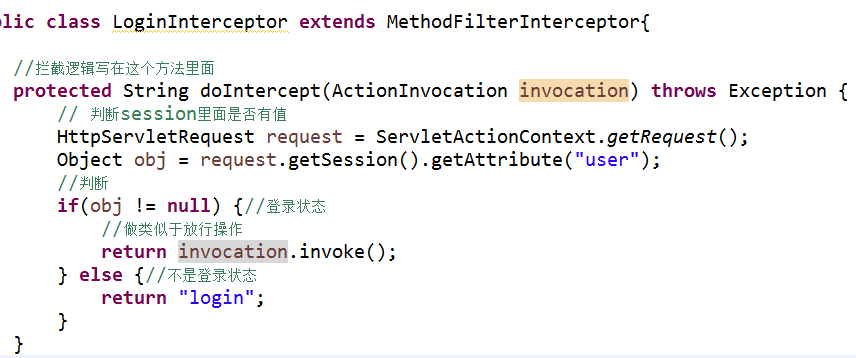 blic class LoginInterceptor extends MethodFilterInterceptor{
//拦截逻辑写在这个方法里面
protected String doIntercept(ActionInvocation invocation) throws Exception {
// 判断session里面是否有值
HttpServletRequest request = ServletActionContext.getRequest();
Object obj = request.getSession().getAttribute("user");
//判断
if(obj != null) {//登录状态
//做类似于放行操作
return invocation.invoke();
} else {//不是登录状态
return "login";
}
}